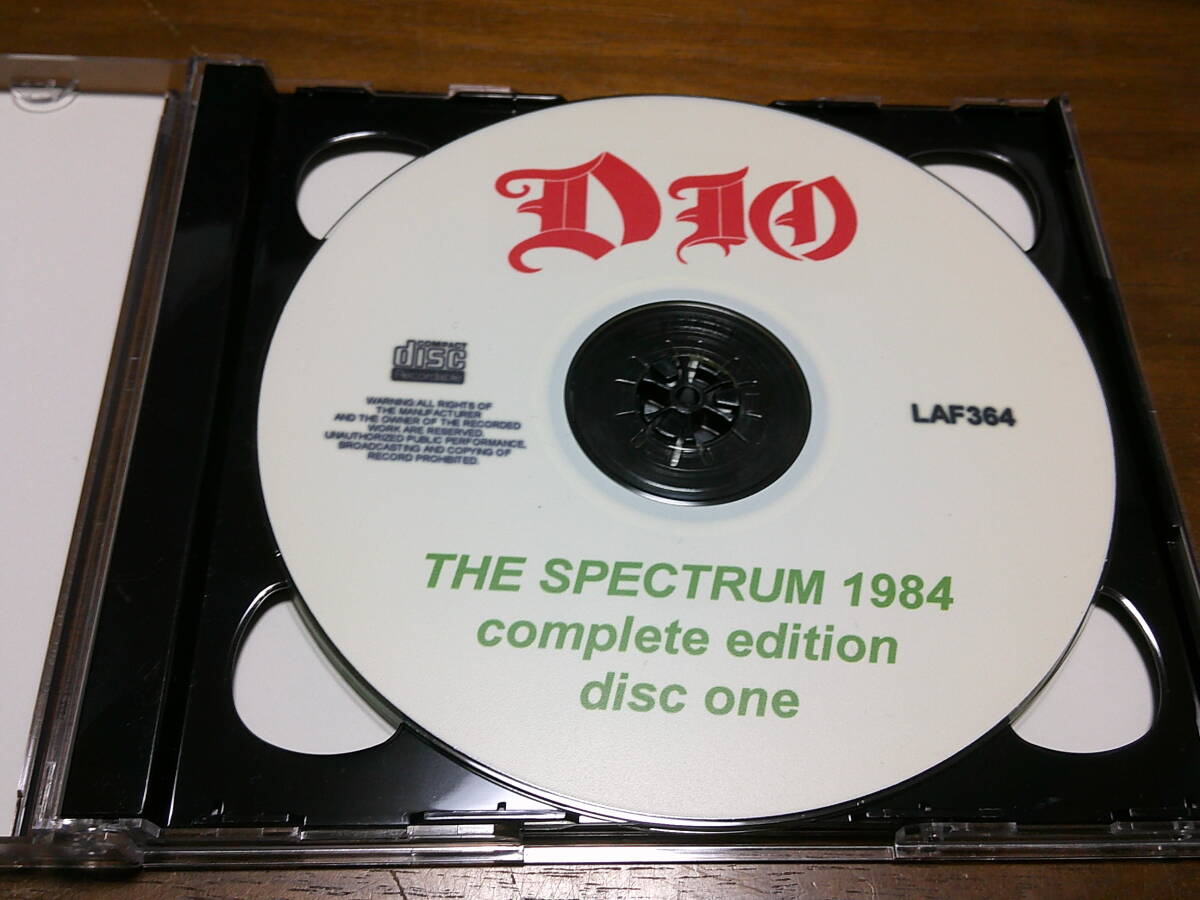 DIO
COMPACT
disc
Recordable
WARNING:ALL RIGHTS OF
THE MANUFACTURER
AND THE OWNER OF THE RECORDED
WORK ARE RESERVED.
UNAUTHORIZED PUBLIC PERFORMANCE,
BROADCASTING AND COPYING OF
RECORD PROHIBITED.
LAF364
THE SPECTRUM 1984
complete edition
disc one